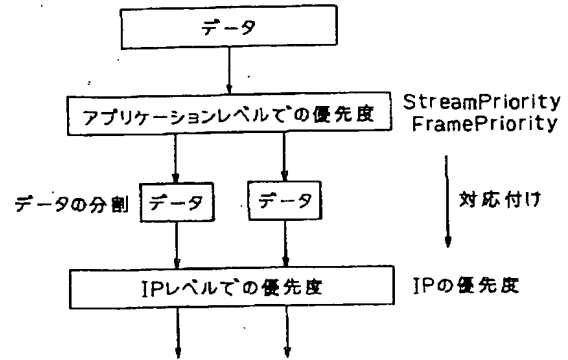 データ
アプリケーションレベルでの優先度
StreamPriority
FramePriority
対応付け
データの分割
データ
データ
IPレベルでの優先度
IPの優先度